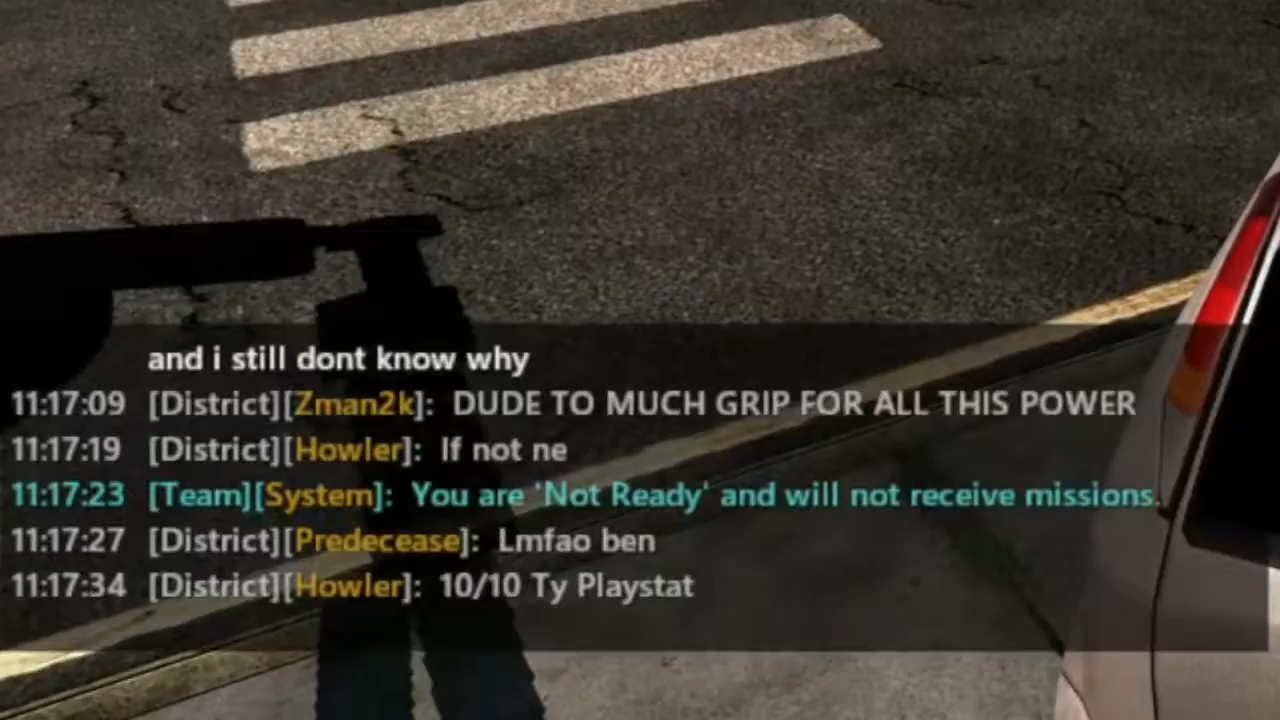 and i still dont know why
11:17:09 [District][Zman2k]: DUDE TO MUCH GRIP FOR ALL THIS POWER
11:17:19 [District][Howler]: If not ne
11:17:23 [Team][System]: You are 'Not Ready' and will not receive missions.
11:17:27 [District][Predecease]: Lmfao ben
11:17:34 [District][Howler]: 10/10 Ty Playstat